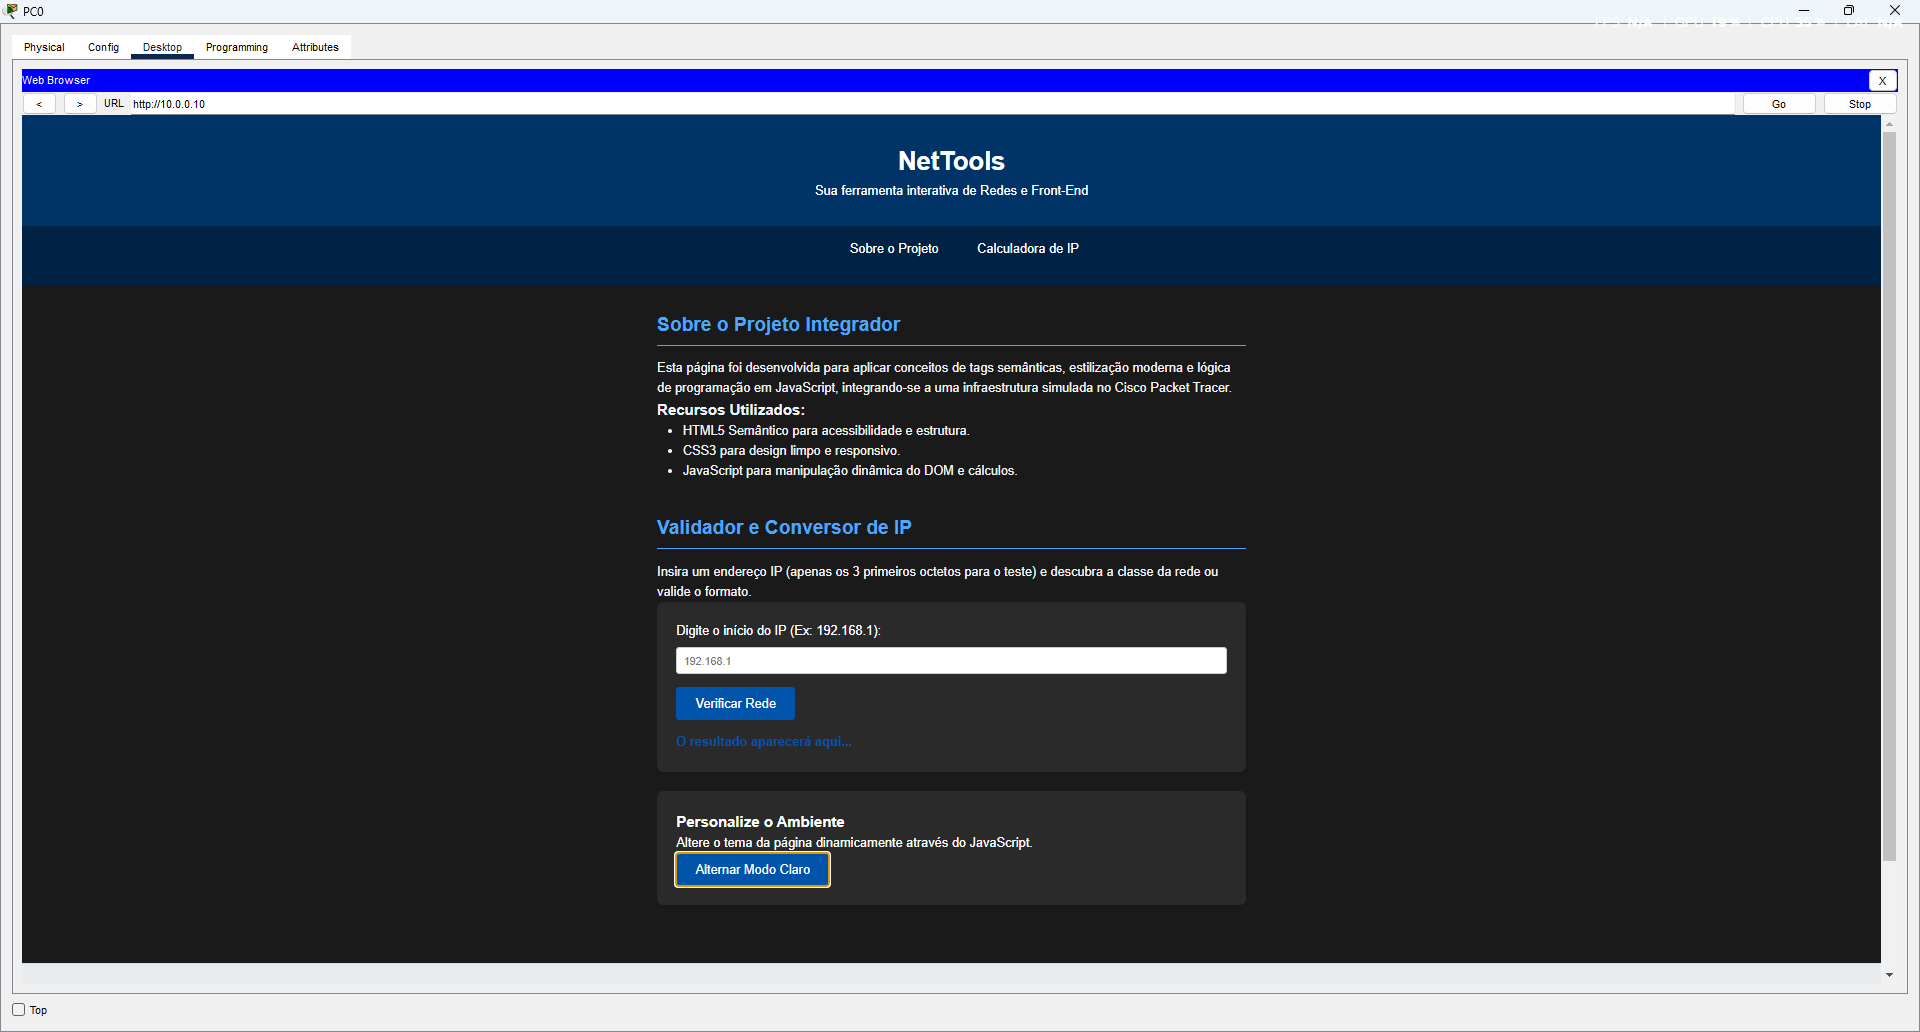 PC0
Physical Config Desktop Programming Attributes
Web Browser X
< > URL http://10.0.0.10 Go Stop
NetTools
Sua ferramenta interativa de Redes e Front-End
Sobre o Projeto Calculadora de IP
Sobre o Projeto Integrador
Esta página foi desenvolvida para aplicar conceitos de tags semânticas, estilização moderna e lógica
de programação em JavaScript, integrando-se a uma infraestrutura simulada no Cisco Packet Tracer.
Recursos Utilizados:
• HTML5 Semântico para acessibilidade e estrutura.
• CSS3 para design limpo e responsivo.
• JavaScript para manipulação dinâmica do DOM e cálculos.
Validador e Conversor de IP
Insira um endereço IP (apenas os 3 primeiros octetos para o teste) e descubra a classe da rede ou
valide o formato.
Digite o início do IP (Ex: 192.168.1):
192.168.1
Verificar Rede
O resultado aparecerá aqui...
Personalize o Ambiente
Altere o tema da página dinamicamente através do JavaScript.
Alternar Modo Claro
Top